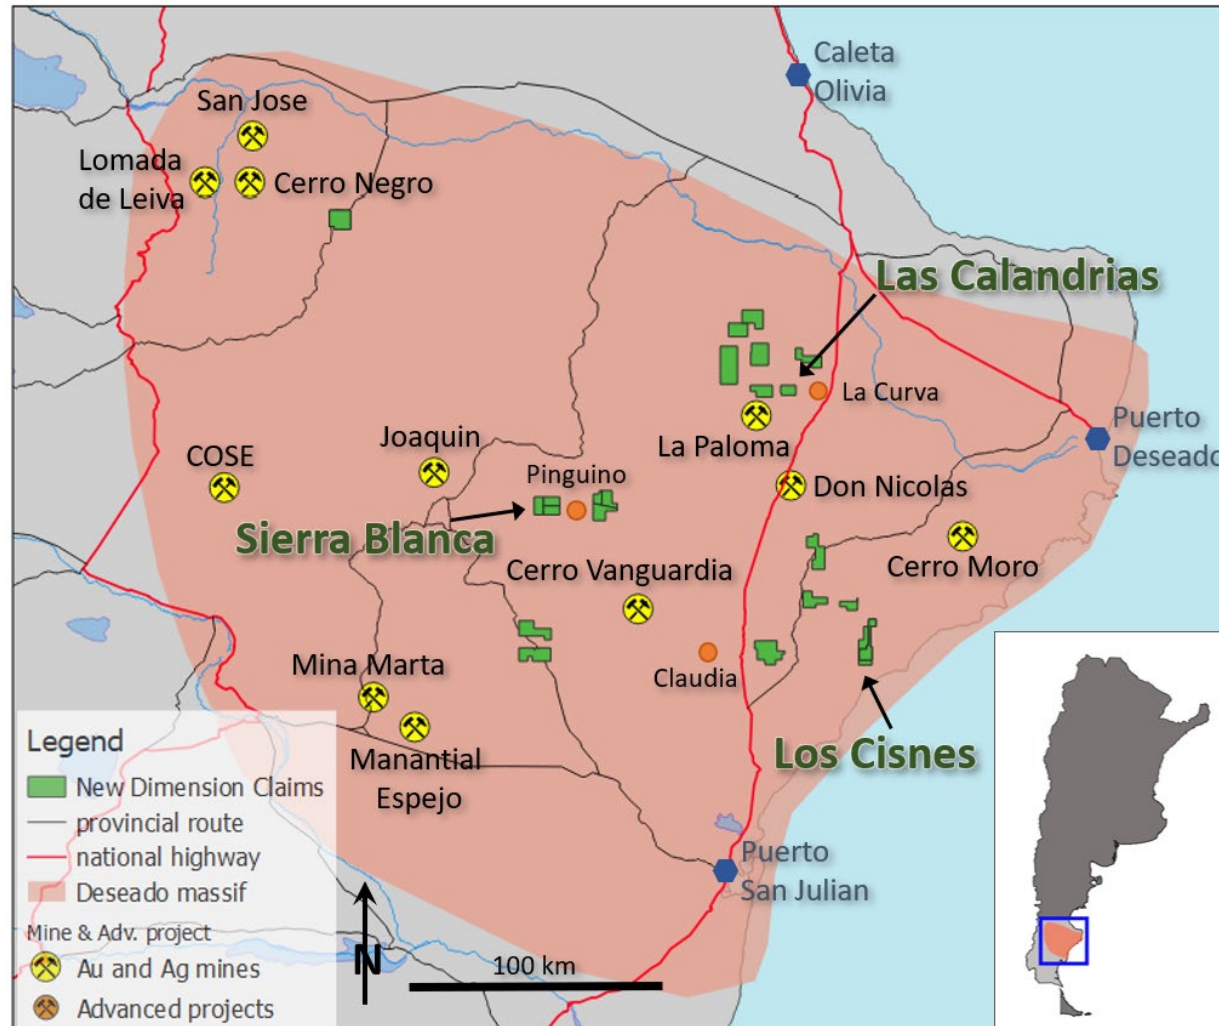 Caleta
Olivia
San Jose
Lomada
de Leiva
Cerro Negro
Las Calandrias
La Curva
Puerto
Deseado
La Paloma
Joaquin
COSE
Pinguino
Don Nicolas
Sierra Blanca
Cerro Moro
Cerro Vanguardia
Mina Marta
Claudia
Los Cisnes
Manantial
Espejo
Puerto
San Julian
Legend
New Dimension Claims
provincial route
national highway
Deseado massif
Mine & Adv. project
Au and Ag mines
Advanced projects
N
100 km